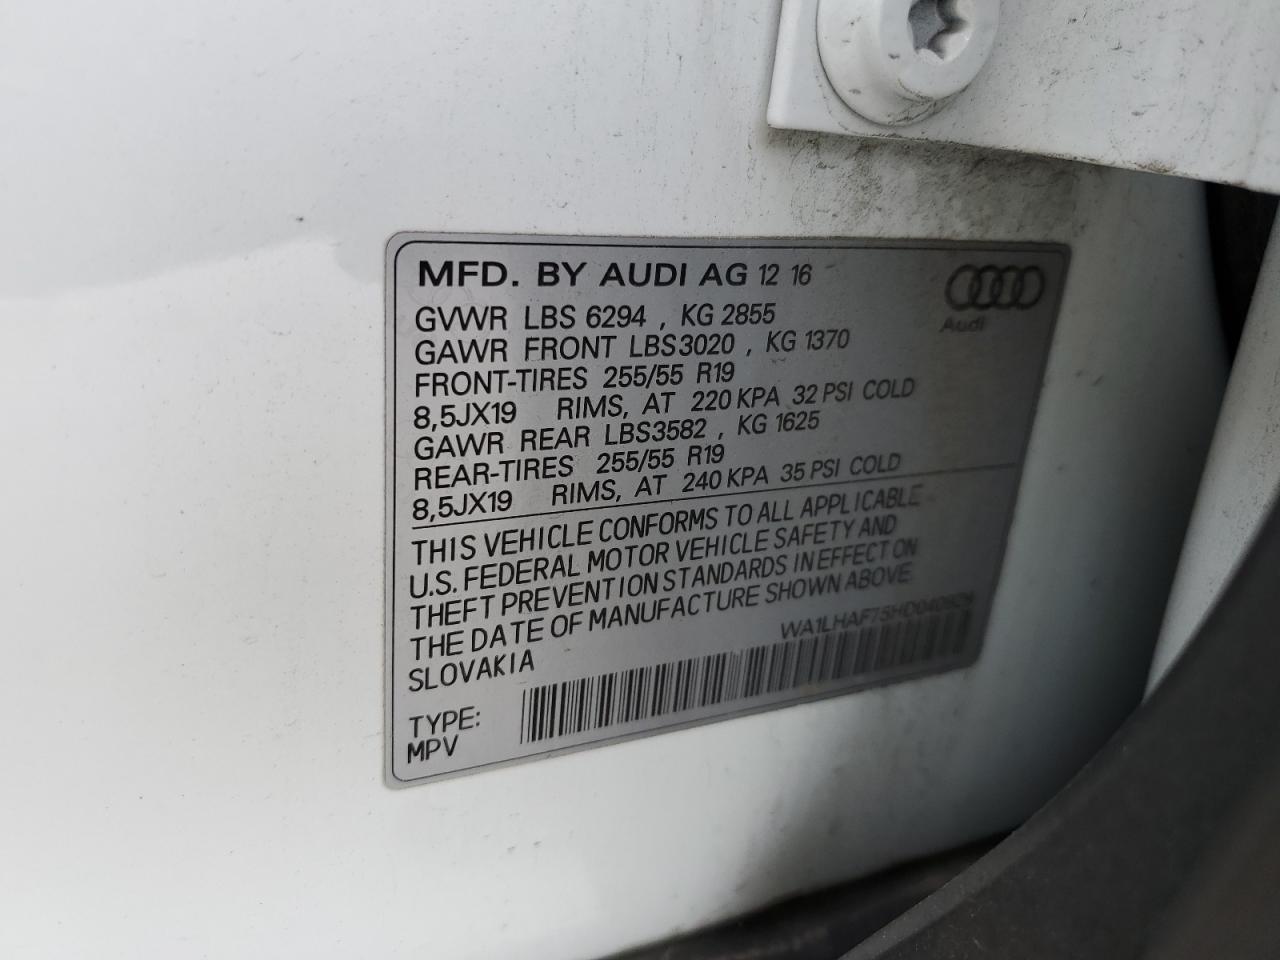 MFD. BY AUDI AG 12 16
GVWR LBS 6294 , KG 2855
GAWR FRONT LBS3020 , KG 1370
FRONT-TIRES 255/55 R19
8,5JX19 RIMS, AT 220 KPA 32 PSI COLD
GAWR REAR LBS3582 , KG 1625
REAR-TIRES 255/55 R19
8,5JX19 RIMS, AT 240 KPA 35 PSI COLD
Audi
THIS VEHICLE CONFORMS TO ALL APPLICABLE
U.S. FEDERAL MOTOR VEHICLE SAFETY AND
THEFT PREVENTION STANDARDS IN EFFECT ON
THE DATE OF MANUFACTURE SHOWN ABOVE
SLOVAKIA
TYPE:
MPV